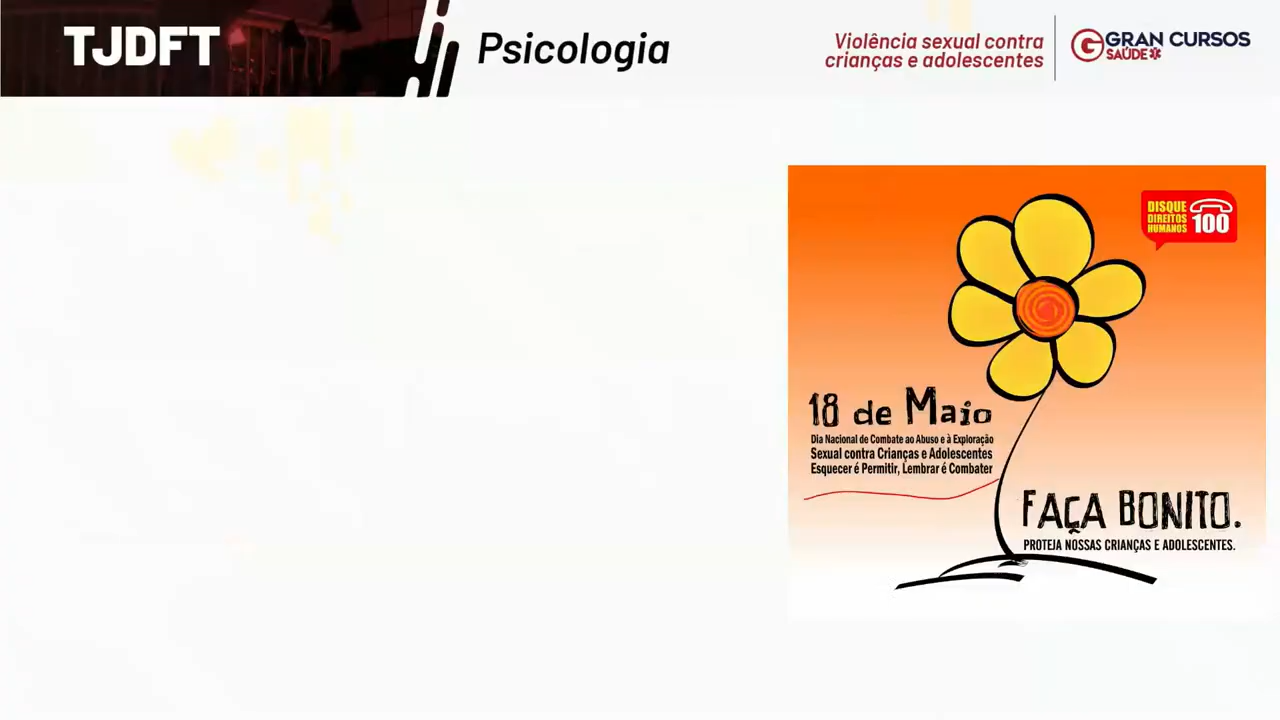 TJDFT
Psicologia
Violência sexual contra
crianças e adolescentes
GRAN CURSOS
SAÚDE
DISQUE
DIREITOS
HUMANOS
100
18 de Maio
Dia Nacional de Combate ao Abuso e à Exploração
Sexual contra Crianças e Adolescentes
Esquecer é Permitir, Lembrar é Combater
FAÇA BONITO.
PROTEJA NOSSAS CRIANÇAS E ADOLESCENTES.